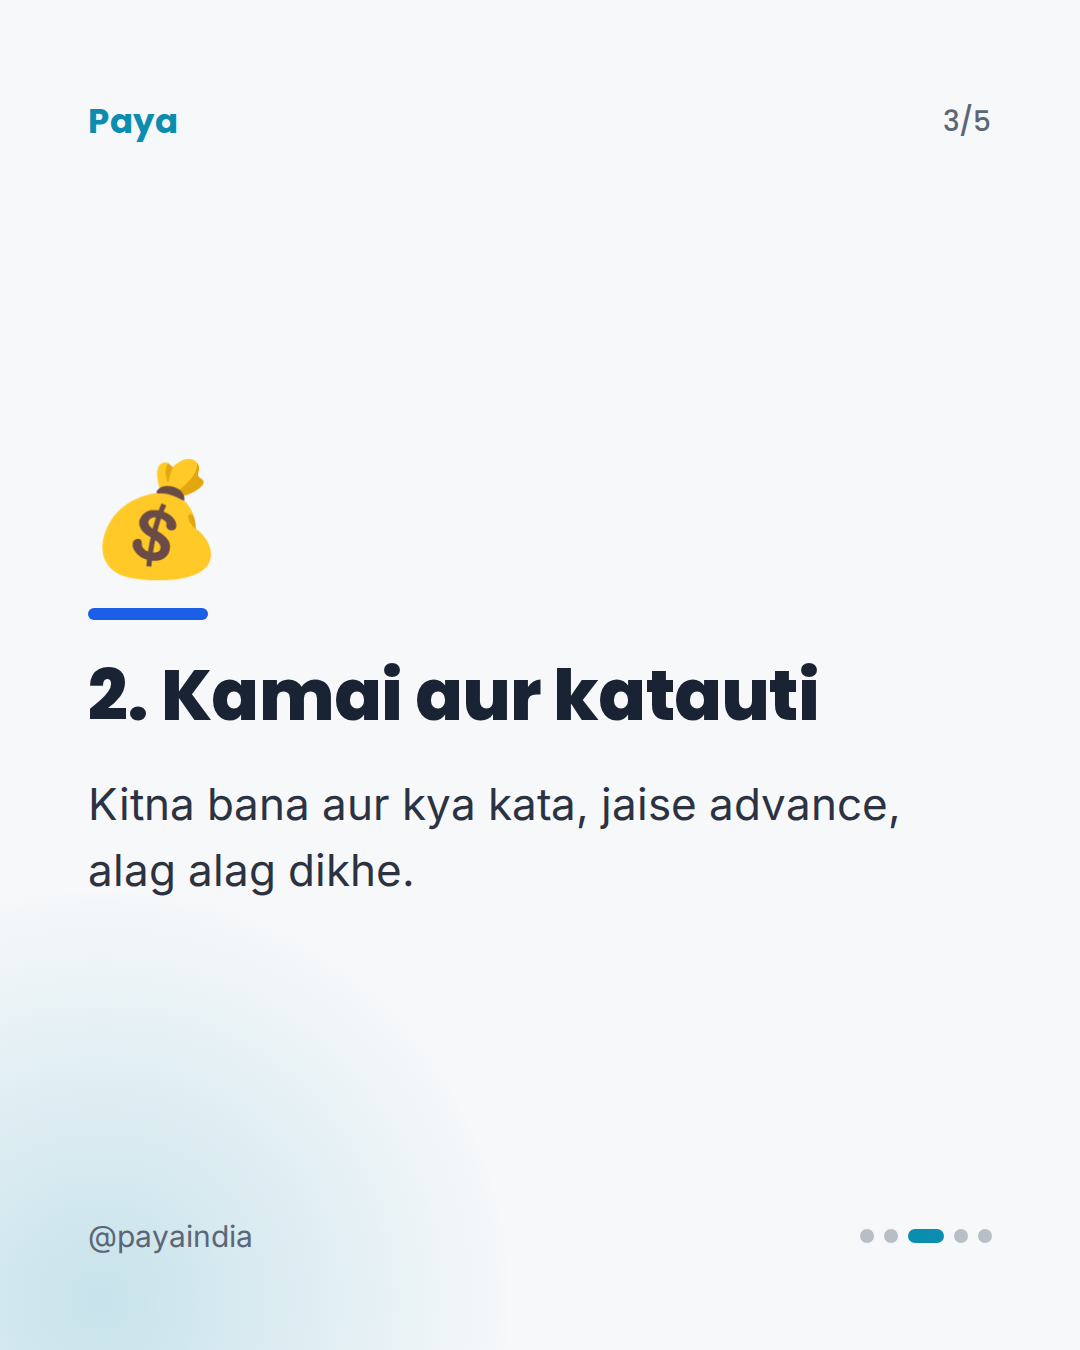 Paya
3/5
2. Kamai aur katauti
Kitna bana aur kya kata, jaise advance,
alag alag dikhe.
@payaindia